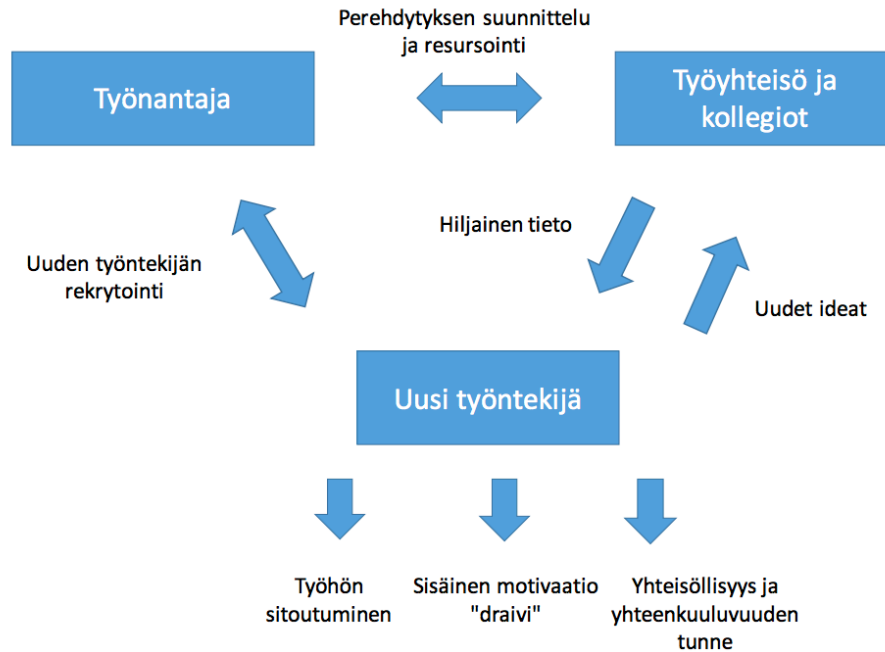 Perehdytyksen suunnittelu
ja resursointi
Työnantaja
Työyhteisö ja
kollegiot
Hiljainen tieto
Uuden työntekijän
rekrytointi
Uudet ideat
Uusi työntekijä
Työhön
sitoutuminen
Sisäinen motivaatio
"draivi"
Yhteisöllisyys ja
yhteenkuuluvuuden
tunne